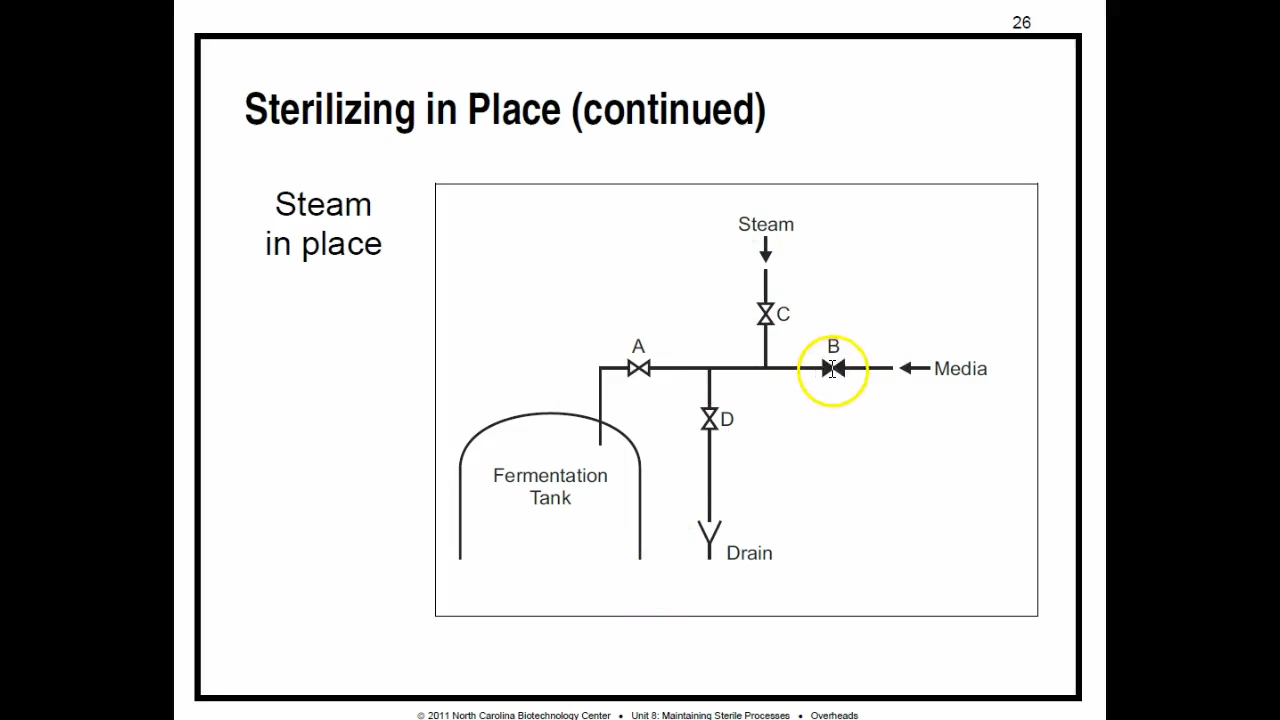 26
Sterilizing in Place (continued)
Steam
in place
Steam
C
A
B
Media
D
Fermentation
Tank
Drain
© 2011 North Carolina Biotechnology Center • Unit 8: Maintaining Sterile Processes • Overheads